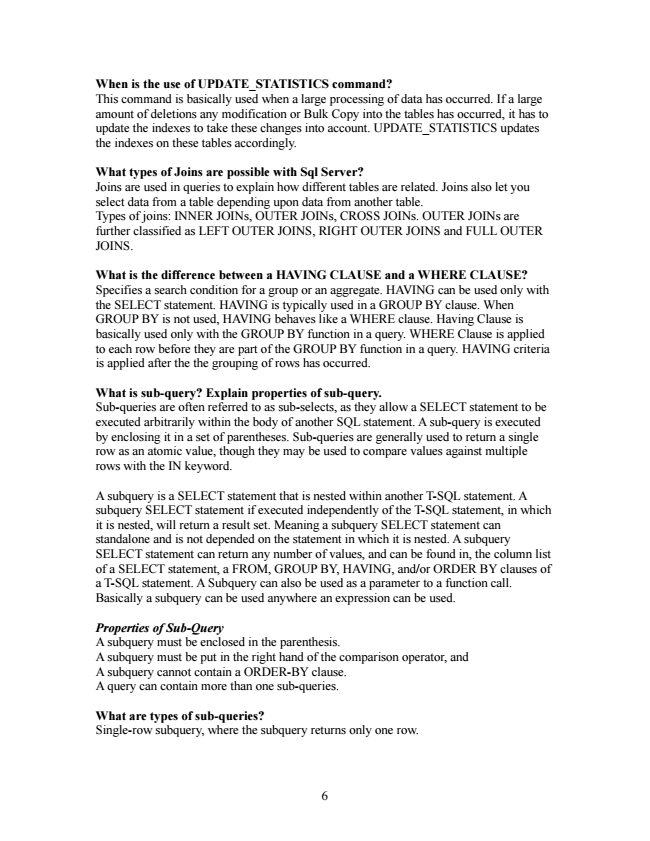 When is the use of UPDATE_STATISTICS command?
This command is basically used when a large processing of data has occurred. If a large
amount of deletions any modification or Bulk Copy into the tables has occurred, it has to
update the indexes to take these changes into account. UPDATE_STATISTICS updates
the indexes on these tables accordingly.
What types of Joins are possible with Sql Server?
Joins are used in queries to explain how different tables are related. Joins also let you
select data from a table depending upon data from another table.
Types of joins: INNER JOINs, OUTER JOINs, CROSS JOINs. OUTER JOINs are
further classified as LEFT OUTER JOINS, RIGHT OUTER JOINS and FULL OUTER
JOINS.
What is the difference between a HAVING CLAUSE and a WHERE CLAUSE?
Specifies a search condition for a group or an aggregate. HAVING can be used only with
the SELECT statement. HAVING is typically used in a GROUP BY clause. When
GROUP BY is not used, HAVING behaves like a WHERE clause. Having Clause is
basically used only with the GROUP BY function in a query. WHERE Clause is applied
to each row before they are part of the GROUP BY function in a query. HAVING criteria
is applied after the the grouping of rows has occurred.
What is sub-query? Explain properties of sub-query.
Sub-queries are often referred to as sub-selects, as they allow a SELECT statement to be
executed arbitrarily within the body of another SQL statement. A sub-query is executed
by enclosing it in a set of parentheses. Sub-queries are generally used to return a single
row as an atomic value, though they may be used to compare values against multiple
rows with the IN keyword.
A subquery is a SELECT statement that is nested within another T-SQL statement. A
subquery SELECT statement if executed independently of the T-SQL statement, in which
it is nested, will return a result set. Meaning a subquery SELECT statement can
standalone and is not depended on the statement in which it is nested. A subquery
SELECT statement can return any number of values, and can be found in, the column list
of a SELECT statement, a FROM, GROUP BY, HAVING, and/or ORDER BY clauses of
a T-SQL statement. A Subquery can also be used as a parameter to a function call.
Basically a subquery can be used anywhere an expression can be used.
Properties of Sub-Query
A subquery must be enclosed in the parenthesis.
A subquery must be put in the right hand of the comparison operator, and
A subquery cannot contain a ORDER-BY clause.
A query can contain more than one sub-queries.
What are types of sub-queries?
Single-row subquery, where the subquery returns only one row.
6